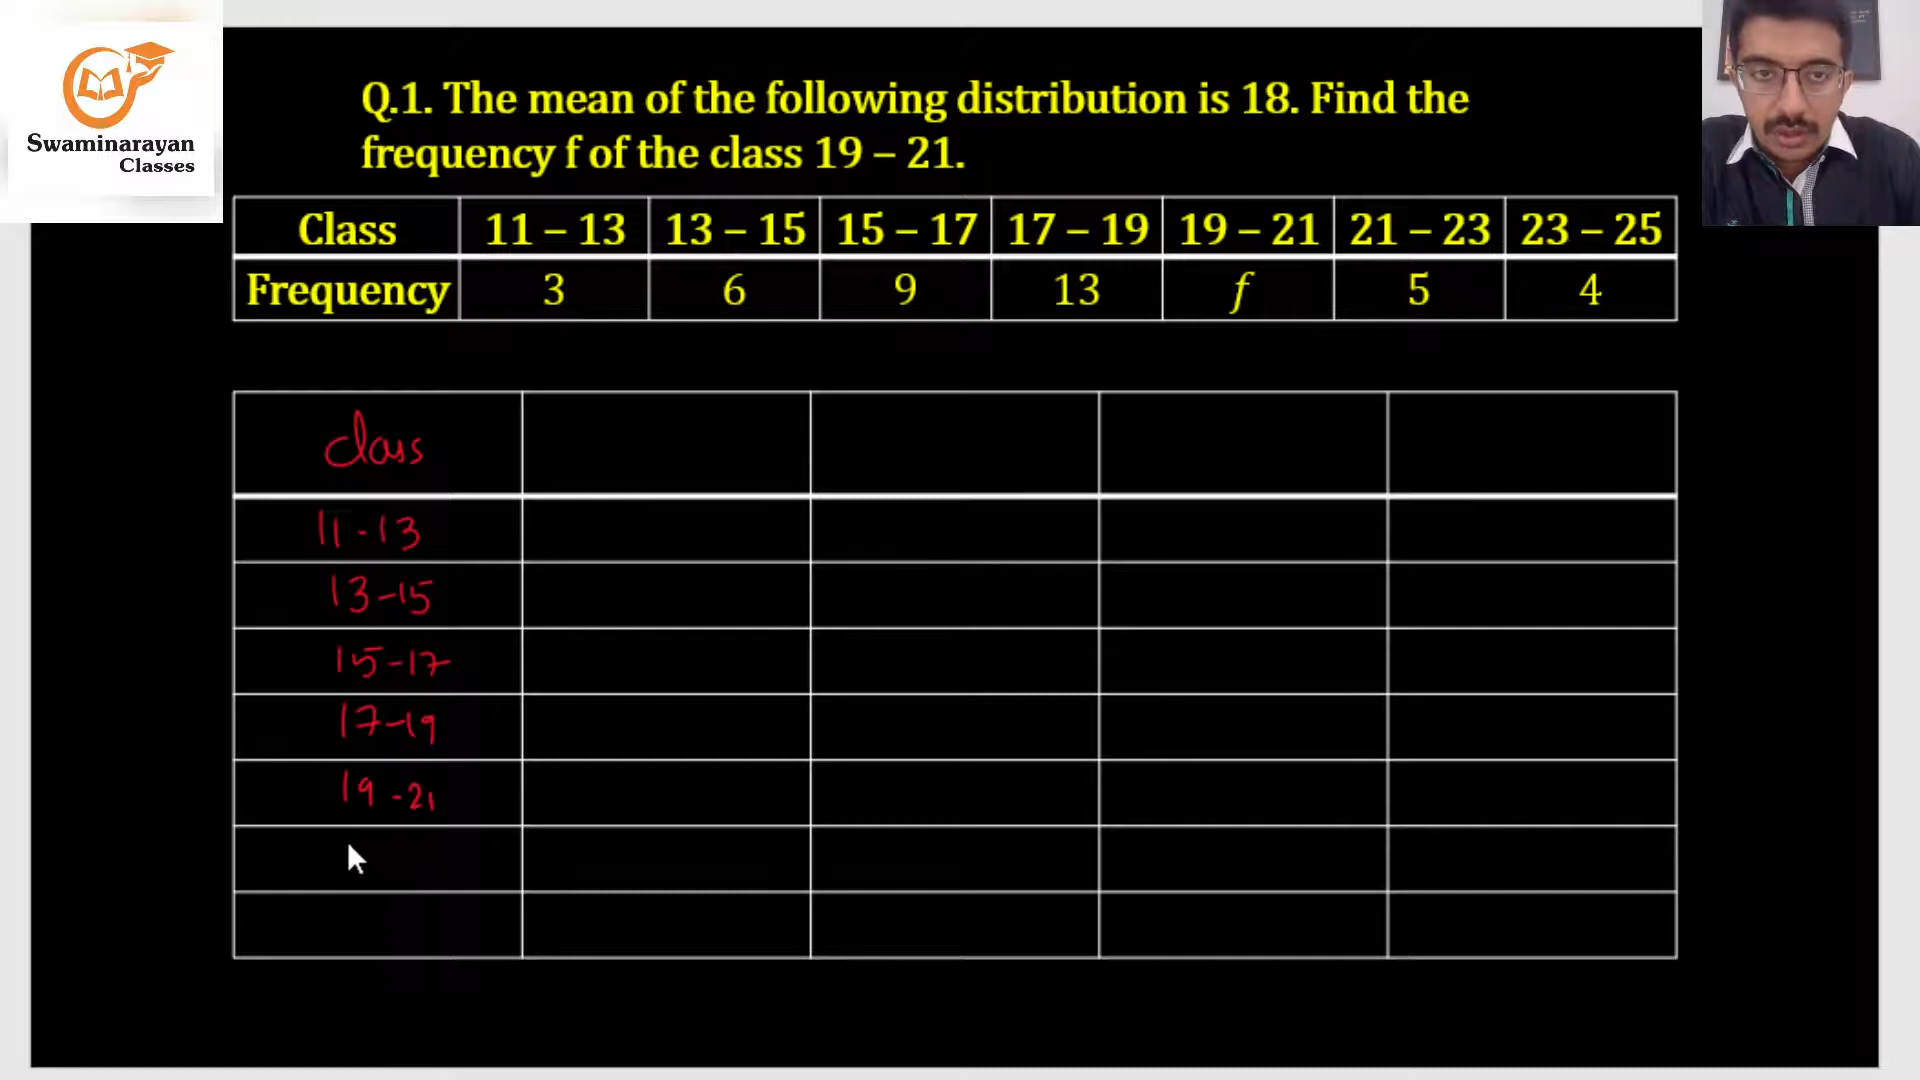 Swaminarayan
Classes
Q.1. The mean of the following distribution is 18. Find the
frequency f of the class 19 – 21.
Class 11 – 13 13 – 15 15 – 17 17 – 19 19 – 21 21 – 23 23 – 25
Frequency 3 6 9 13 f 5 4
class
11-13
13-15
15-17
17-19
19-21